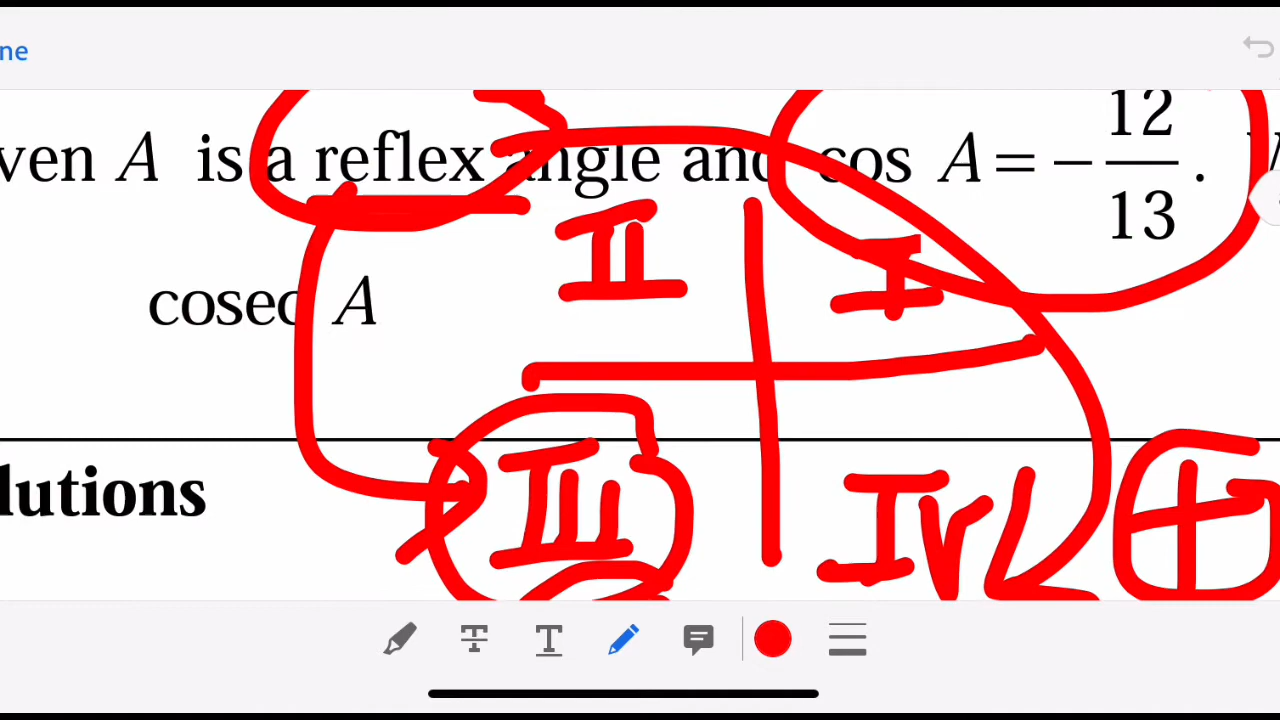 ne
ven A is a reflex angle and cos A = − 12/13 .
II
I
cosec A
lutions
III
IV
+